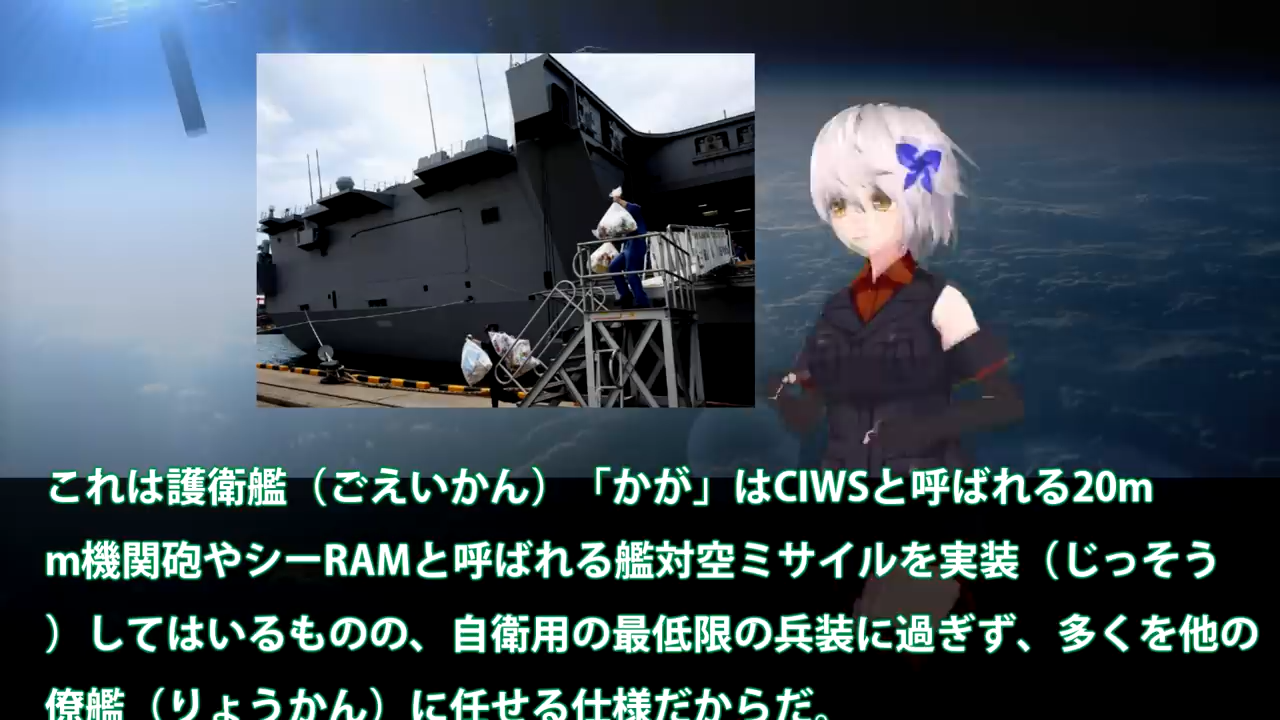 これは護衛艦（ごえいかん）「かが」はCIWSと呼ばれる20m
m機関砲やシーRAMと呼ばれる艦対空ミサイルを実装（じっそう
）してはいるものの、自衛用の最低限の兵装に過ぎず、多くを他の
僚艦（りょうかん）に任せる仕様だからだ。